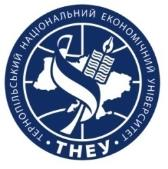 ТЕРНОПІЛЬСЬКИЙ НАЦІОНАЛЬНИЙ ЕКОНОМІЧНИЙ УНІВЕРСИТЕТ
ТНЕУ